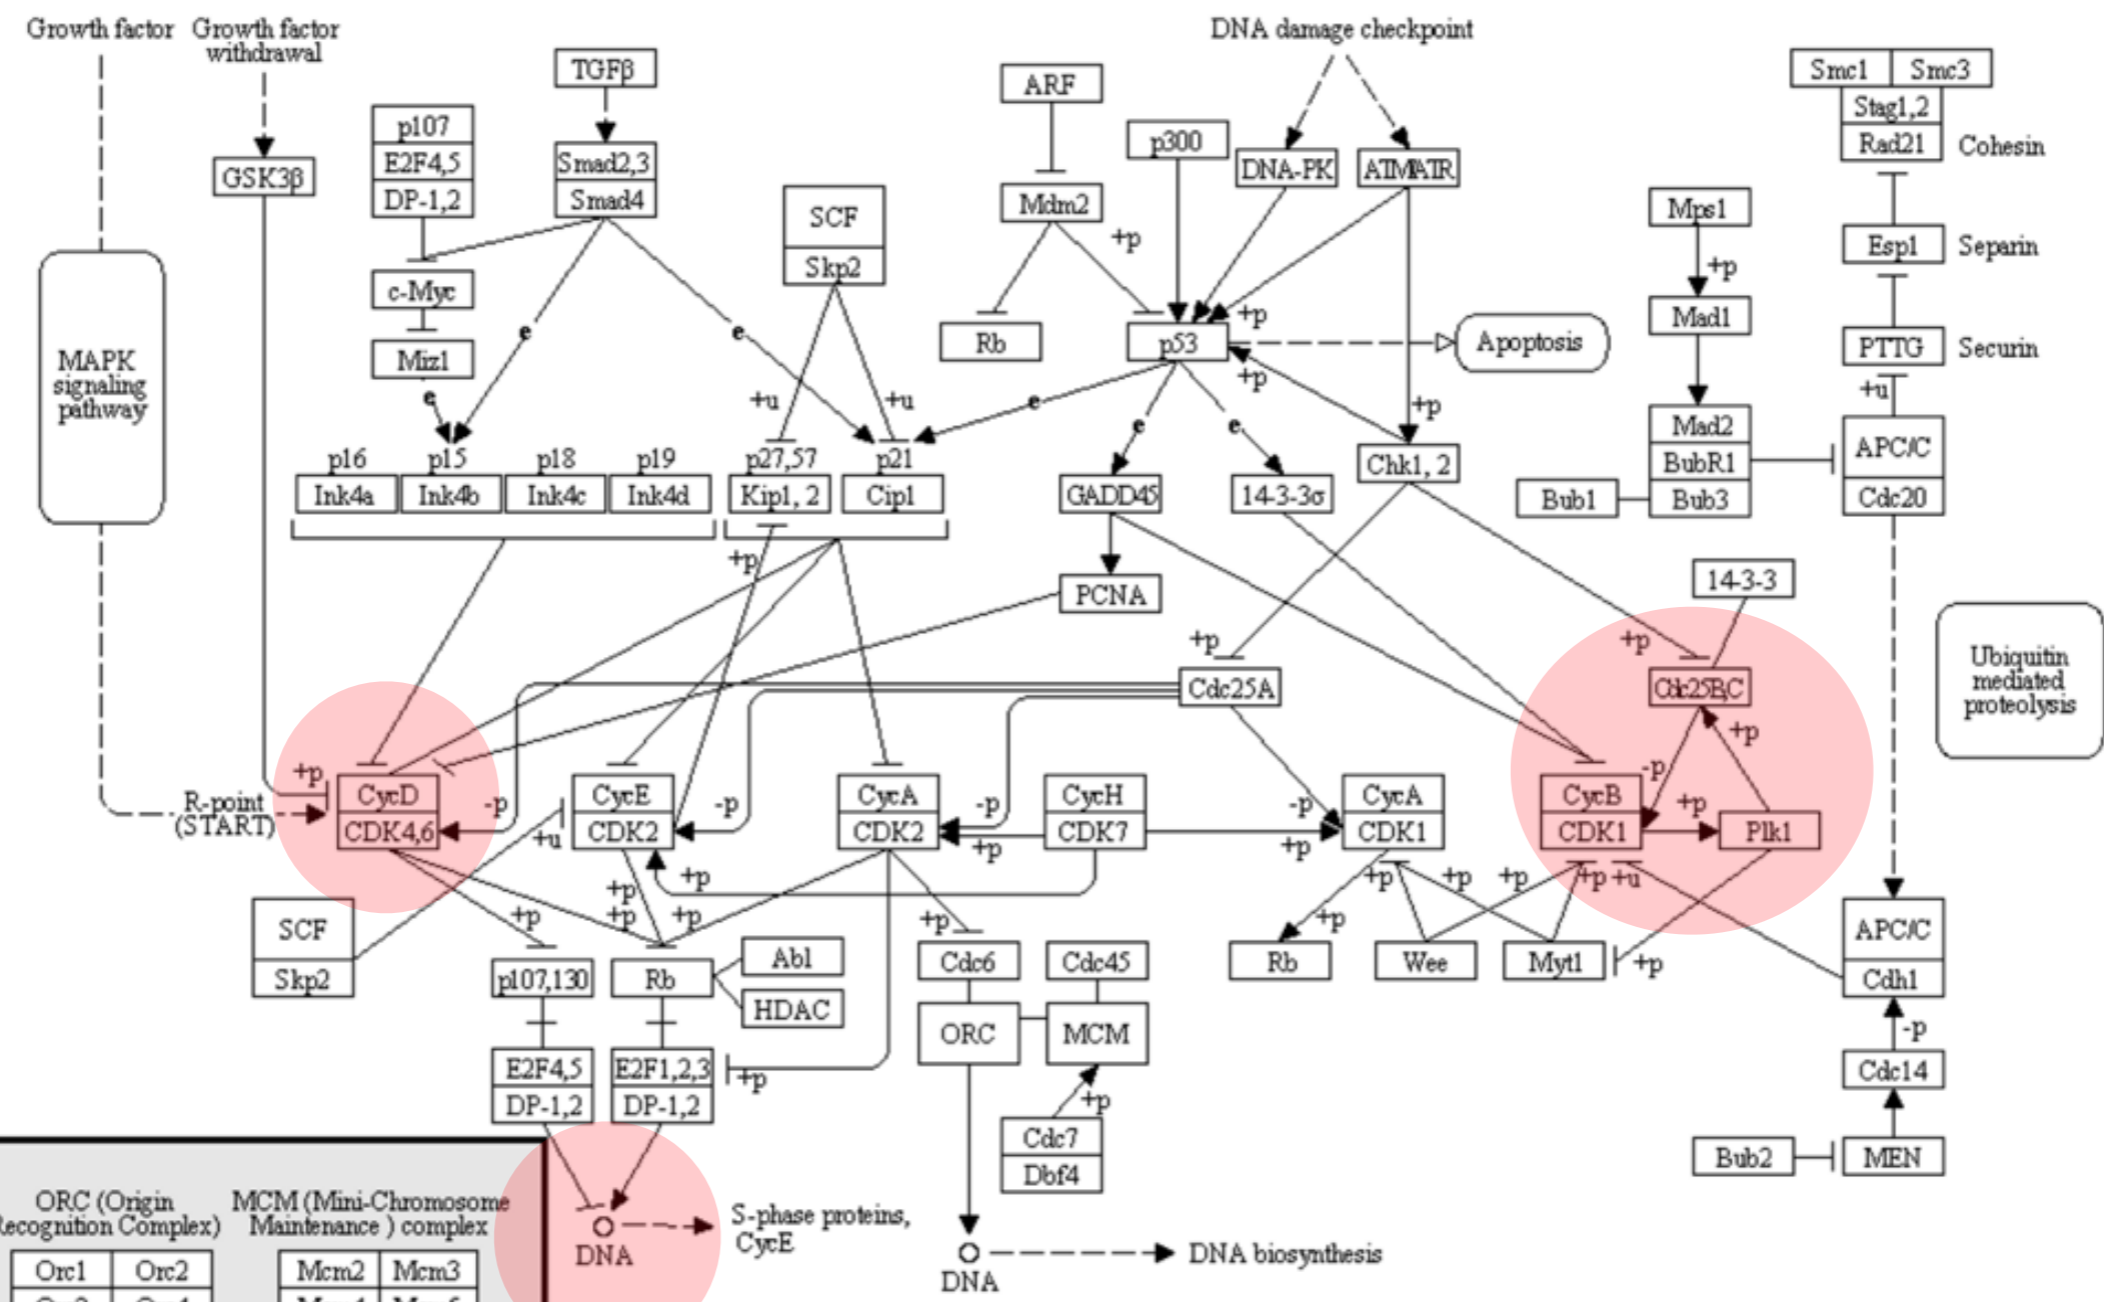 Growth factor
Growth factor
withdrawal
DNA damage checkpoint
TGFβ
ARF
Smc1
Smc3
Stag1,2
Rad21
Cohesin
p107
E2F4,5
DP-1,2
Smad2,3
Smad4
p300
DNA-PK
ATM/ATR
GSK3β
SCF
Skp2
Mdm2
+p
Mps1
+p
Esp1
Separin
c-Myc
Miz1
e
e
e
Rb
p53
+p
+p
Apoptosis
Mad1
PTTG
Securin
+u
MAPK
signaling
pathway
+u
+u
e
e
e
+p
Mad2
BubR1
Bub3
Bub1
APC/C
Cdc20
p16
p15
p18
p19
p27,57
p21
Ink4a
Ink4b
Ink4c
Ink4d
Kip1, 2
Cip1
GADD45
14-3-3σ
Chk1, 2
+p
PCNA
14-3-3
+p
+p
Cdc25A
Cdc25B,C
Ubiquitin
mediated
proteolysis
R-point
(START)
+p
CycD
CDK4,6
-p
CycE
CDK2
-p
CycA
CDK2
-p
+p
CycH
CDK7
-p
+p
CycA
CDK1
CycB
CDK1
-p
+p
+p
Plk1
+u
+p
+p
+p
+p
+p
+p
+p
+p
+p
+p
+p
+u
SCF
Skp2
p107,130
Rb
Abl
HDAC
Cdc6
Cdc45
ORC
MCM
Rb
Wee
Myt1
+p
APC/C
Cdh1
-p
E2F4,5
DP-1,2
E2F1,2,3
DP-1,2
+p
+p
Cdc7
Dbf4
Cdc14
Bub2
MEN
ORC (Origin
Recognition Complex)
MCM (Mini-Chromosome
Maintenance ) complex
Orc1
Orc2
Mcm2
Mcm3
DNA
S-phase proteins,
CycE
DNA
DNA biosynthesis